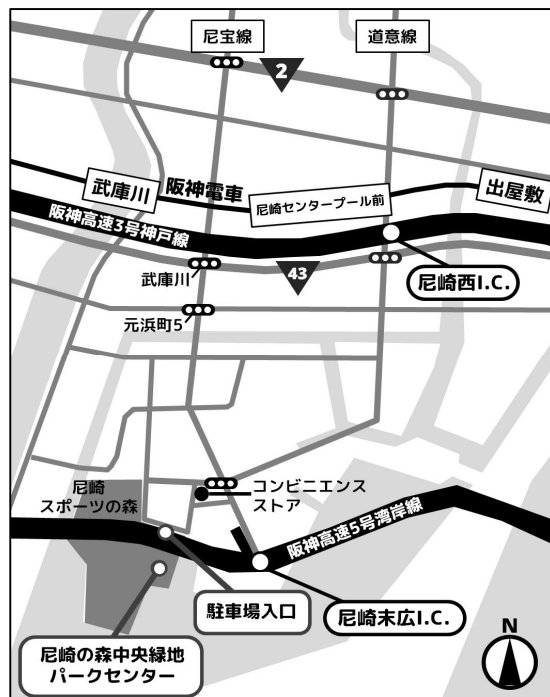 尼宝線
道意線
2
武庫川
阪神電車
尼崎センタープール前
出屋敷
阪神高速3号神戸線
武庫川
43
尼崎西I.C.
元浜町5
尼崎
スポーツの森
コンビニエンス
ストア
阪神高速5号湾岸線
駐車場入口
尼崎末広I.C.
尼崎の森中央緑地
パークセンター
N